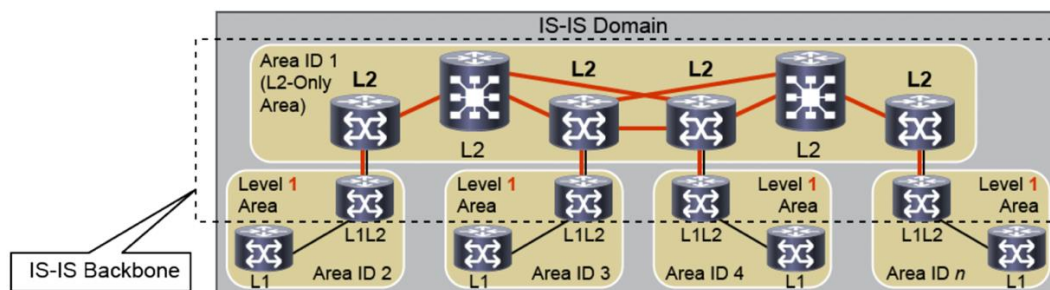 IS-IS Domain
Area ID 1
(L2-Only
Area)
L2
L2
L2
L2
L2
L2
Level 1
Area
L1L2
L1
Area ID 2
Level 1
Area
L1L2
L1
Area ID 3
Level 1
Area
L1L2
Area ID 4
L1
Level 1
Area
L1L2
Area ID n
L1
IS-IS Backbone